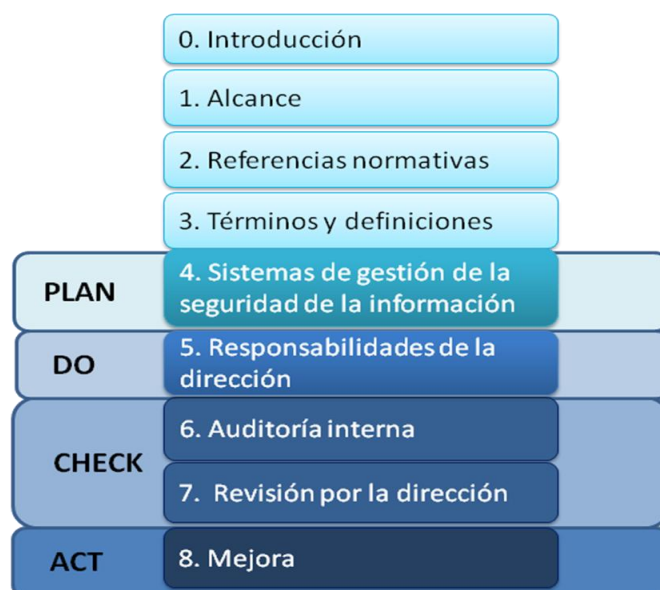 0. Introducción
1. Alcance
2. Referencias normativas
3. Términos y definiciones
PLAN
4. Sistemas de gestión de la
seguridad de la información
DO
5. Responsabilidades de la
dirección
CHECK
6. Auditoría interna
7. Revisión por la dirección
ACT
8. Mejora